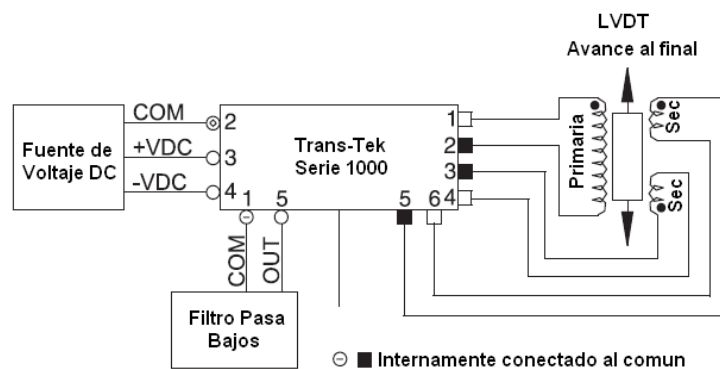 LVDT
Avance al final
COM
+VDC
-VDC
Fuente de
Voltaje DC
2
3
4
Trans-Tek
Serie 1000
1
2
3
4
1
5
5
6
COM
OUT
Primaria
Sec
Sec
Filtro Pasa
Bajos
Internamente conectado al comun